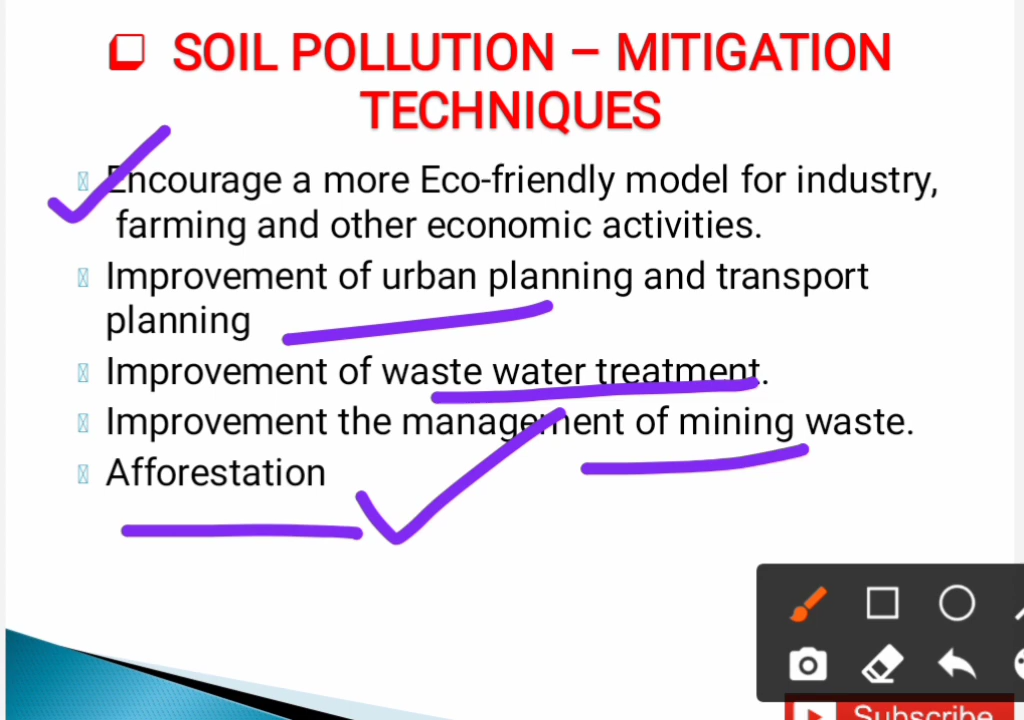 SOIL POLLUTION – MITIGATION
TECHNIQUES
Encourage a more Eco-friendly model for industry,
farming and other economic activities.
Improvement of urban planning and transport
planning
Improvement of waste water treatment.
Improvement the management of mining waste.
Afforestation
Subscribe